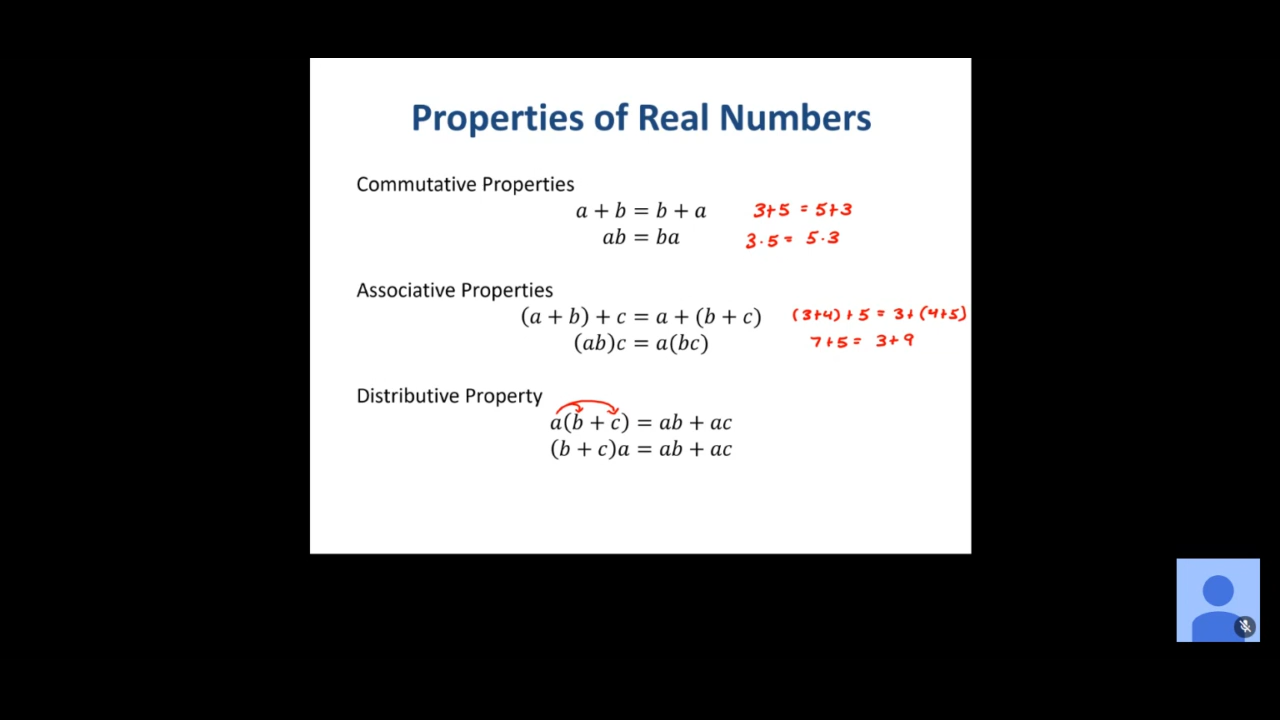 Properties of Real Numbers
Commutative Properties
a + b = b + a 3+5 = 5+3
ab = ba 3·5 = 5·3
Associative Properties
(a + b) + c = a + (b + c) (3+4)+5 = 3+(4+5)
(ab)c = a(bc) 7+5 = 3+9
Distributive Property
a(b + c) = ab + ac
(b + c)a = ab + ac